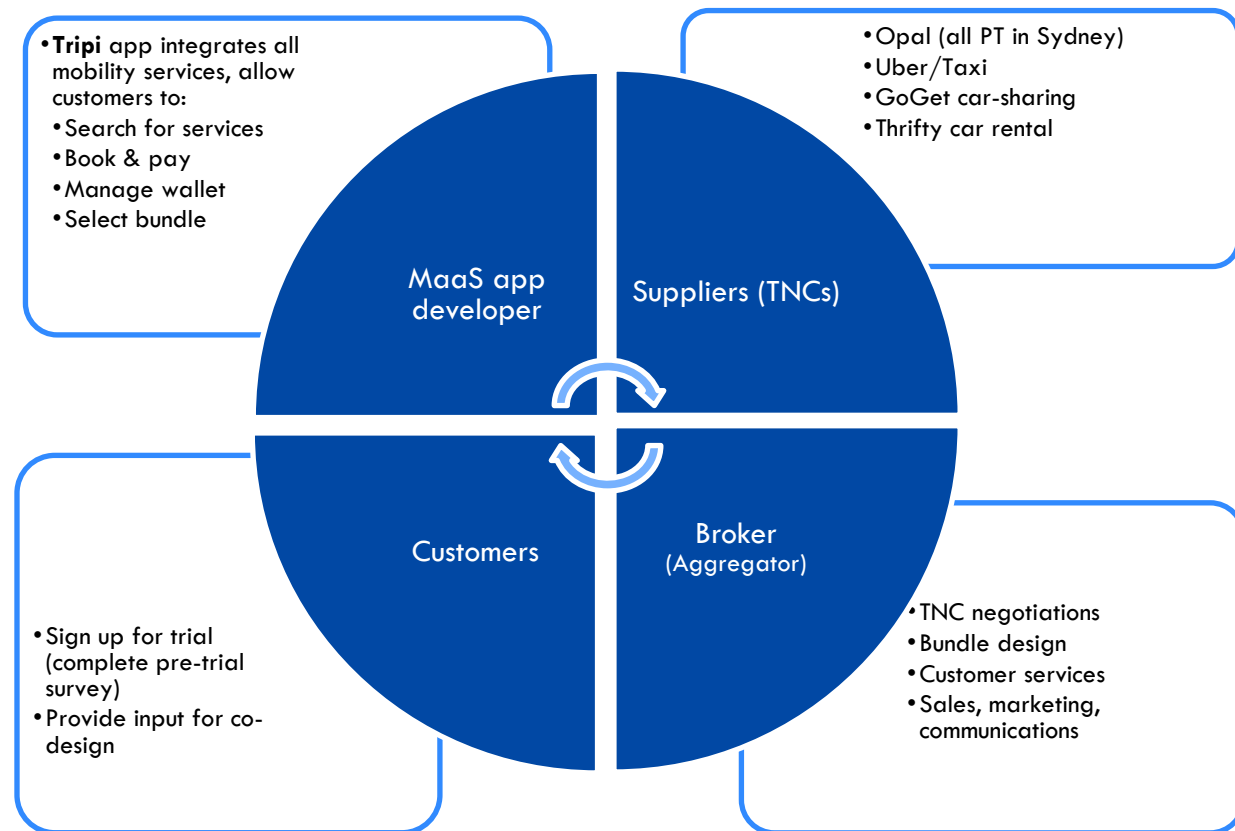 •Tripi app integrates all
mobility services, allow
customers to:
•Search for services
•Book & pay
•Manage wallet
•Select bundle
•Opal (all PT in Sydney)
•Uber/Taxi
•GoGet car-sharing
•Thrifty car rental
MaaS app
developer
Suppliers (TNCs)
Customers
Broker
(Aggregator)
•Sign up for trial
(complete pre-trial
survey)
•Provide input for co-
design
•TNC negotiations
•Bundle design
•Customer services
•Sales, marketing,
communications